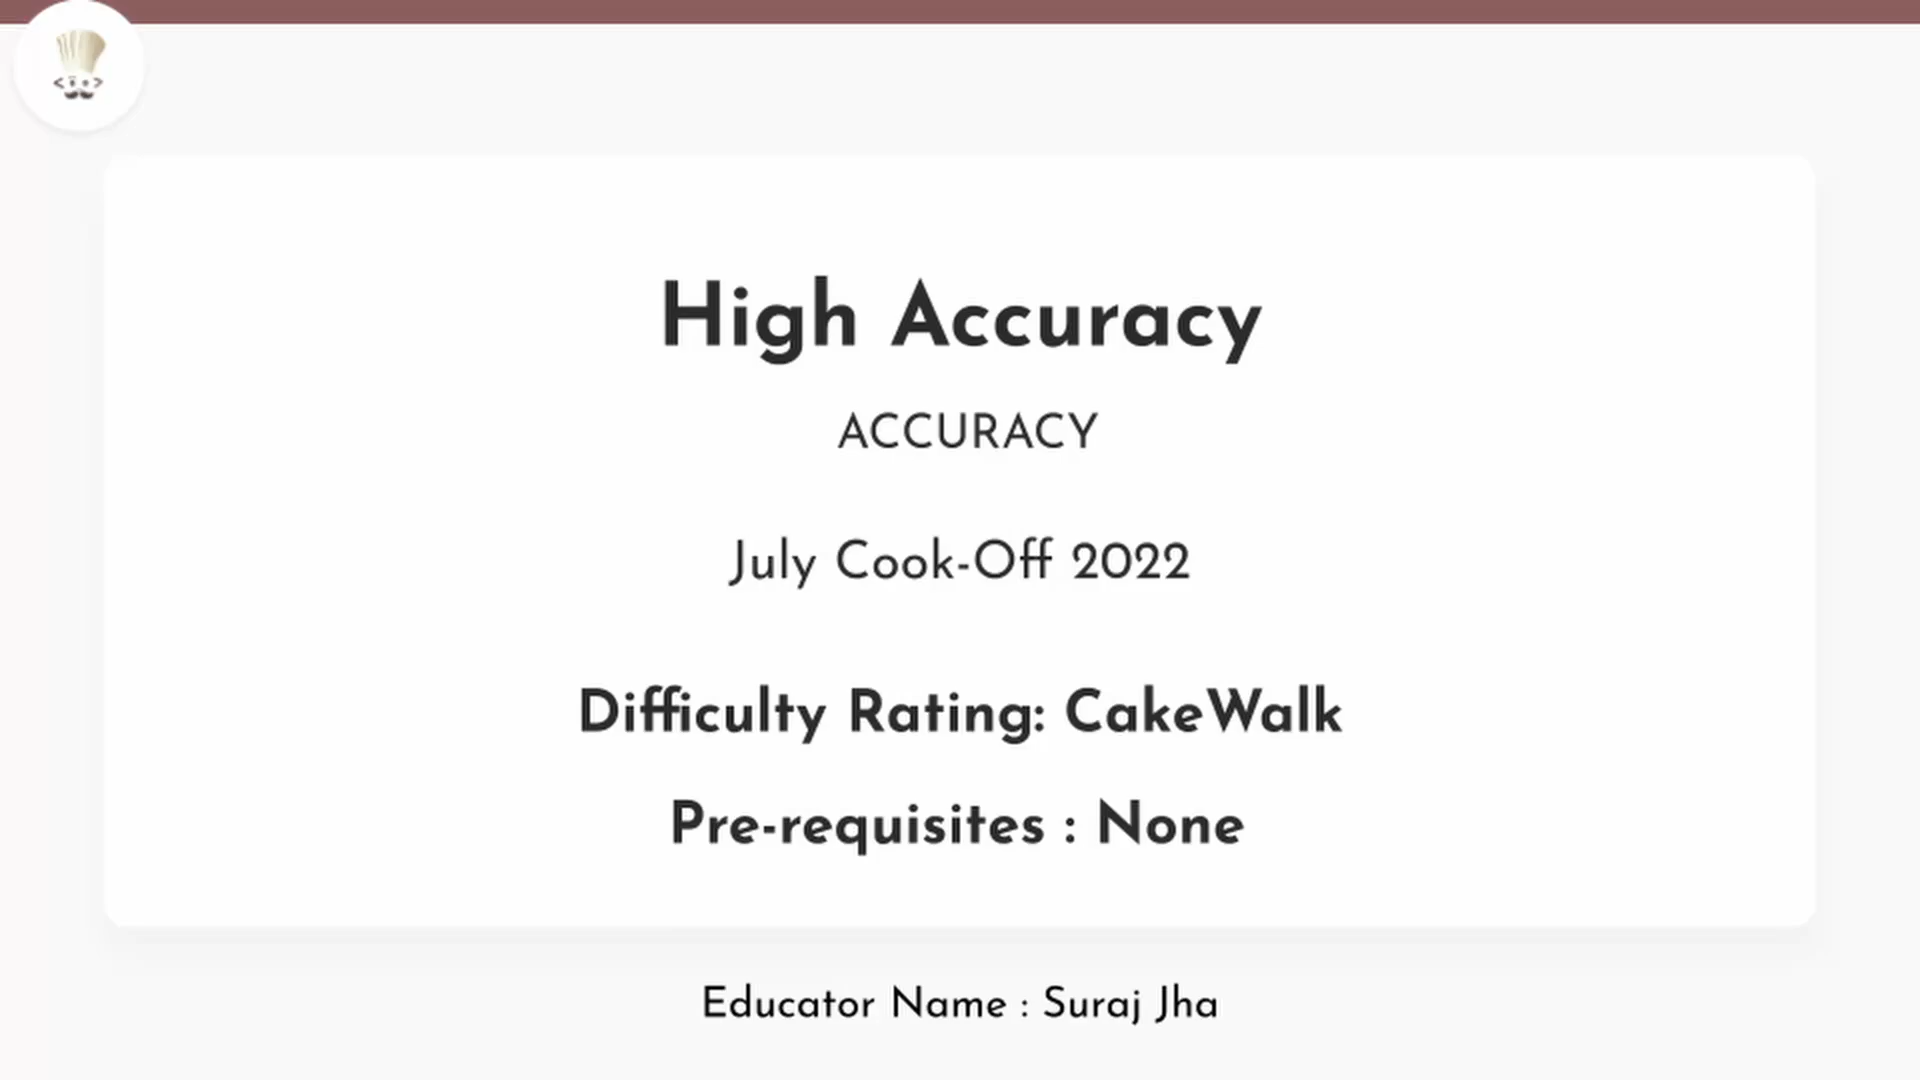 High Accuracy
ACCURACY
July Cook-Off 2022
Difficulty Rating: CakeWalk
Pre-requisites : None
Educator Name : Suraj Jha